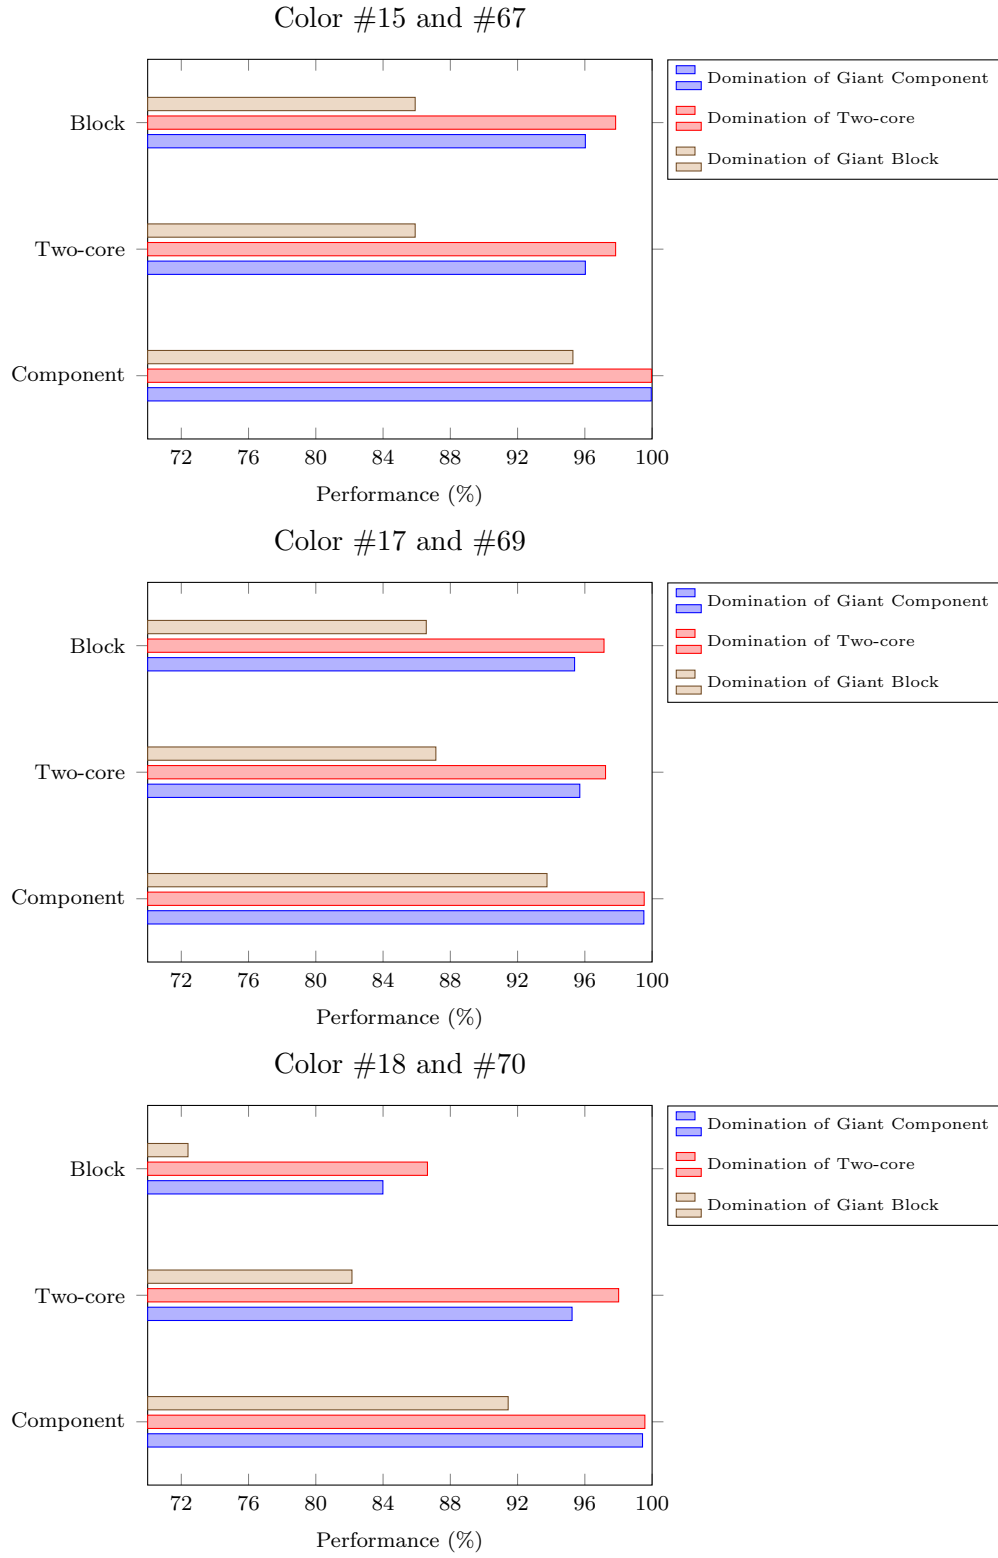 Color #15 and #67
Domination of Giant Component
Domination of Two-core
Domination of Giant Block
Block
Two-core
Component
72 76 80 84 88 92 96 100
Performance (%)
Color #17 and #69
Domination of Giant Component
Domination of Two-core
Domination of Giant Block
Block
Two-core
Component
72 76 80 84 88 92 96 100
Performance (%)
Color #18 and #70
Domination of Giant Component
Domination of Two-core
Domination of Giant Block
Block
Two-core
Component
72 76 80 84 88 92 96 100
Performance (%)